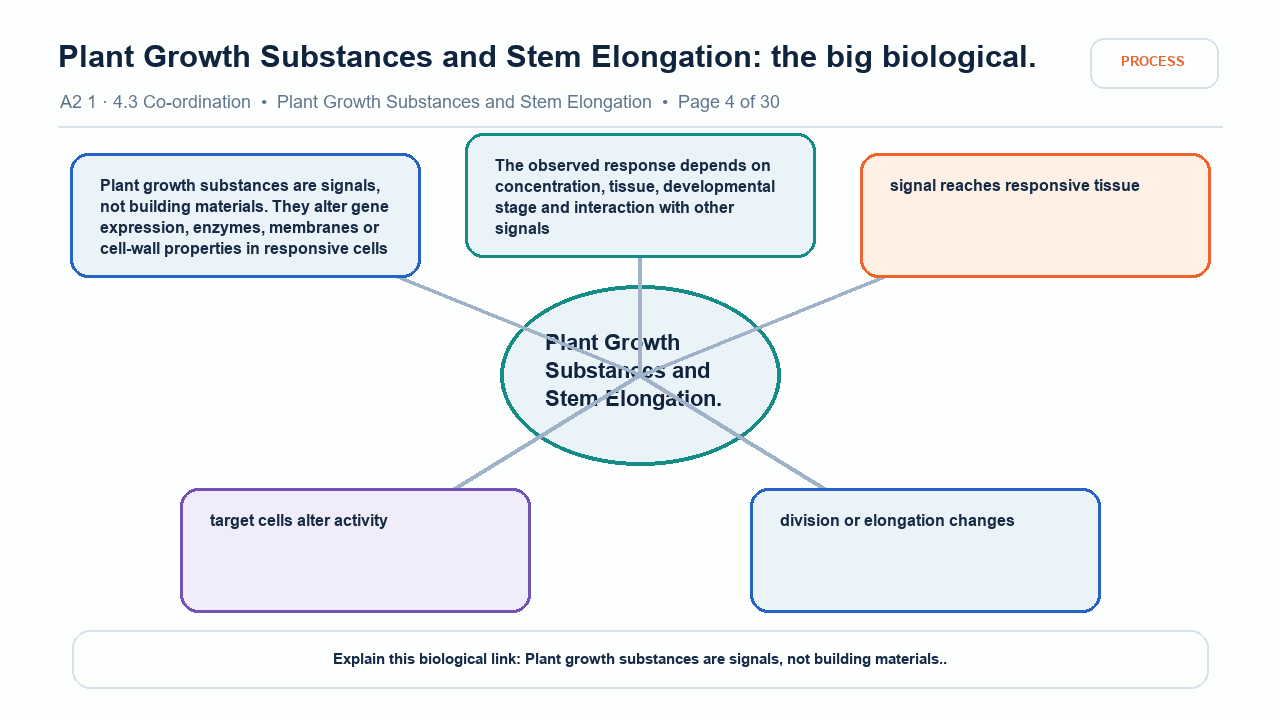 Plant Growth Substances and Stem Elongation: the big biological.
PROCESS
A2 1 · 4.3 Co-ordination • Plant Growth Substances and Stem Elongation • Page 4 of 30
Plant growth substances are signals,
not building materials. They alter gene
expression, enzymes, membranes or
cell-wall properties in responsive cells
The observed response depends on
concentration, tissue, developmental
stage and interaction with other
signals
signal reaches responsive tissue
Plant Growth
Substances and
Stem Elongation.
target cells alter activity
division or elongation changes
Explain this biological link: Plant growth substances are signals, not building materials..